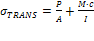 σ_TRANS = P/A + M·c/I